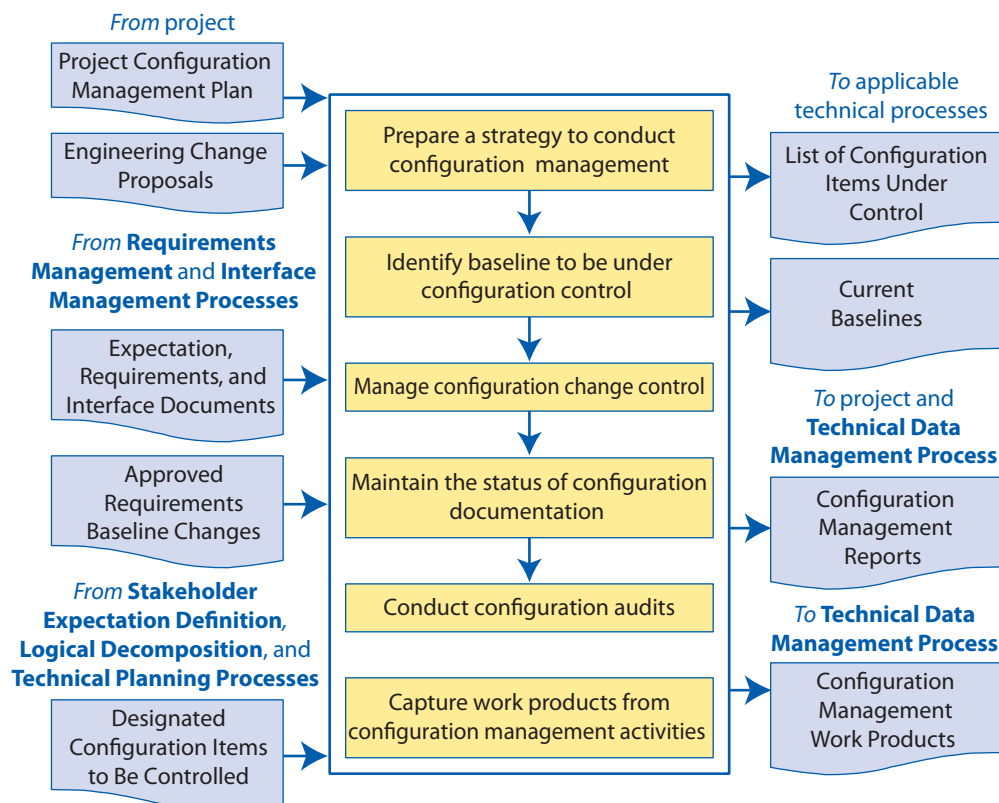 From project
Project Configuration
Management Plan
Engineering Change
Proposals
From Requirements
Management and Interface
Management Processes
Expectation,
Requirements, and
Interface Documents
Approved
Requirements
Baseline Changes
From Stakeholder
Expectation Definition,
Logical Decomposition, and
Technical Planning Processes
Designated
Configuration Items
to Be Controlled
Prepare a strategy to conduct
configuration management
Identify baseline to be under
configuration control
Manage configuration change control
Maintain the status of configuration
documentation
Conduct configuration audits
Capture work products from
configuration management activities
To applicable
technical processes
List of Configuration
Items Under
Control
Current
Baselines
To project and
Technical Data
Management Process
Configuration
Management
Reports
To Technical Data
Management Process
Configuration
Management
Work Products